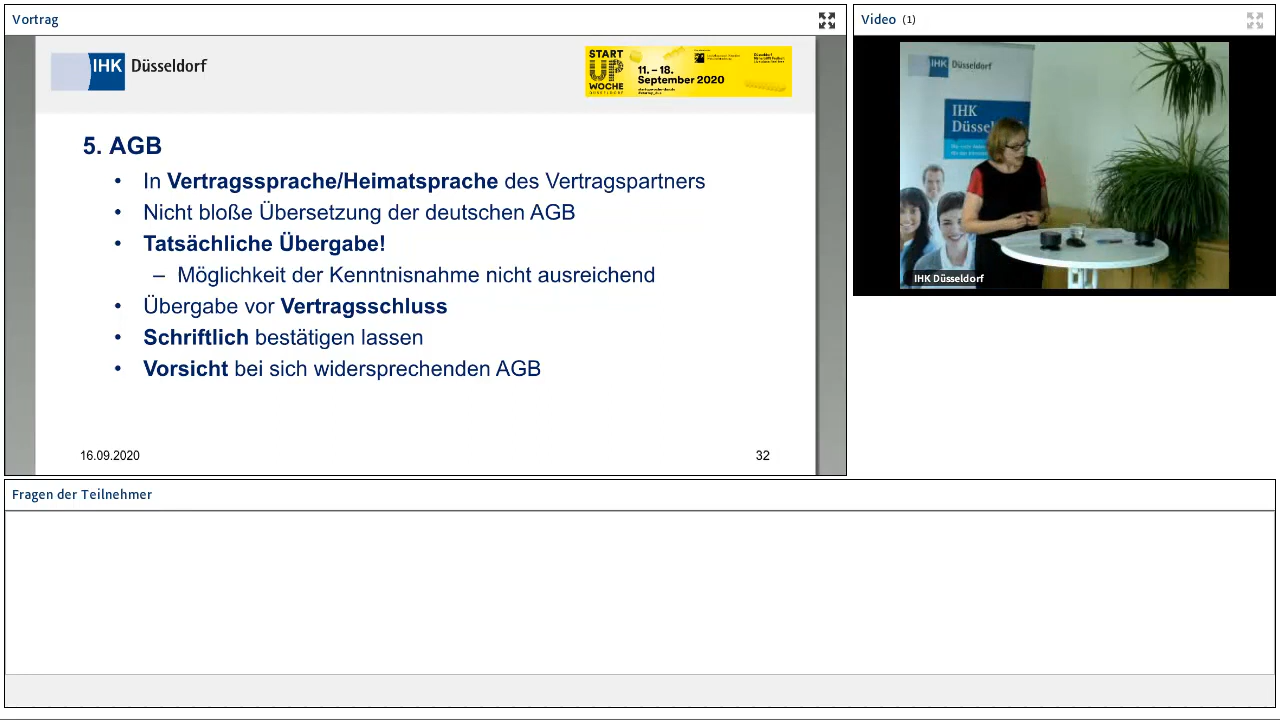 Vortrag
IHK Düsseldorf
START UP WOCHE DÜSSELDORF
11. – 18.
September 2020
5. AGB
• In Vertragssprache/Heimatsprache des Vertragspartners
• Nicht bloße Übersetzung der deutschen AGB
• Tatsächliche Übergabe!
– Möglichkeit der Kenntnisnahme nicht ausreichend
• Übergabe vor Vertragsschluss
• Schriftlich bestätigen lassen
• Vorsicht bei sich widersprechenden AGB
16.09.2020
32
Video (1)
IHK Düsseldorf
IHK
Düssel
IHK Düsseldorf
Fragen der Teilnehmer